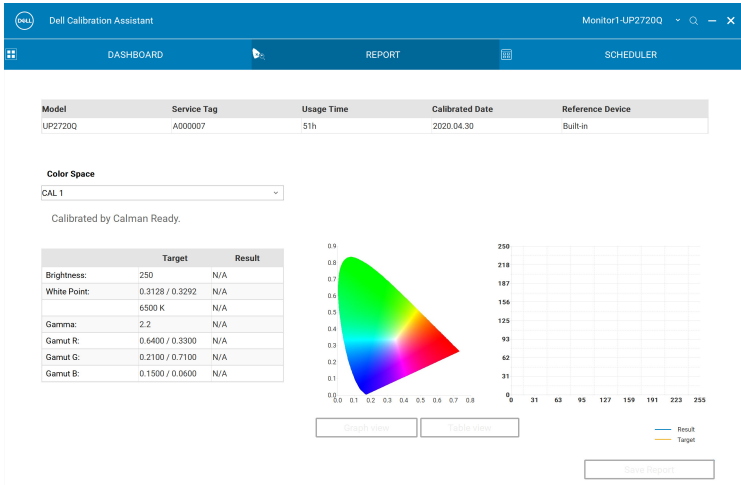 DELL Dell Calibration Assistant Monitor1-UP2720Q
DASHBOARD REPORT SCHEDULER
Model Service Tag Usage Time Calibrated Date Reference Device
UP2720Q A000007 51h 2020.04.30 Built-in
Color Space
CAL 1
Calibrated by Calman Ready.
Target Result
Brightness: 250 N/A
White Point: 0.3128 / 0.3292 N/A
6500 K N/A
Gamma: 2.2 N/A
Gamut R: 0.6400 / 0.3300 N/A
Gamut G: 0.2100 / 0.7100 N/A
Gamut B: 0.1500 / 0.0600 N/A
0.9
0.8
0.7
0.6
0.5
0.4
0.3
0.2
0.1
0.0
0.0 0.1 0.2 0.3 0.4 0.5 0.6 0.7 0.8
250
218
187
156
125
93
62
31
0
0 31 63 95 127 159 191 223 255
Graph view Table view
Result
Target
Save Report